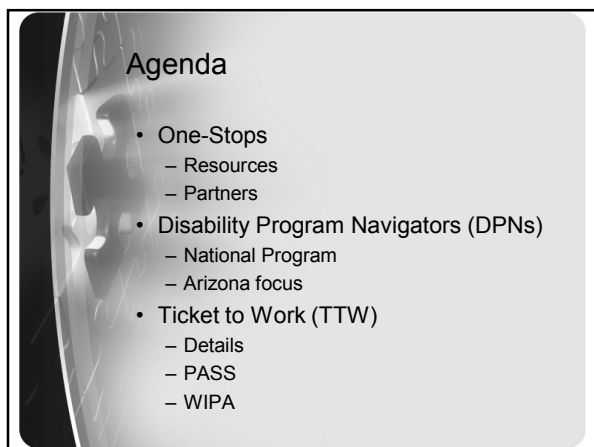 Agenda
• One-Stops
– Resources
– Partners
• Disability Program Navigators (DPNs)
– National Program
– Arizona focus
• Ticket to Work (TTW)
– Details
– PASS
– WIPA